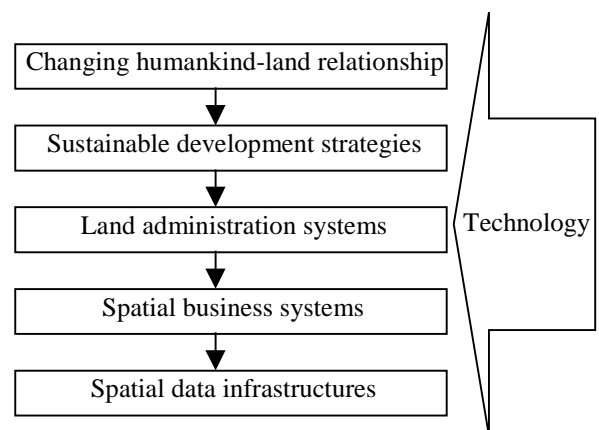 Changing humankind-land relationship
Sustainable development strategies
Land administration systems
Technology
Spatial business systems
Spatial data infrastructures